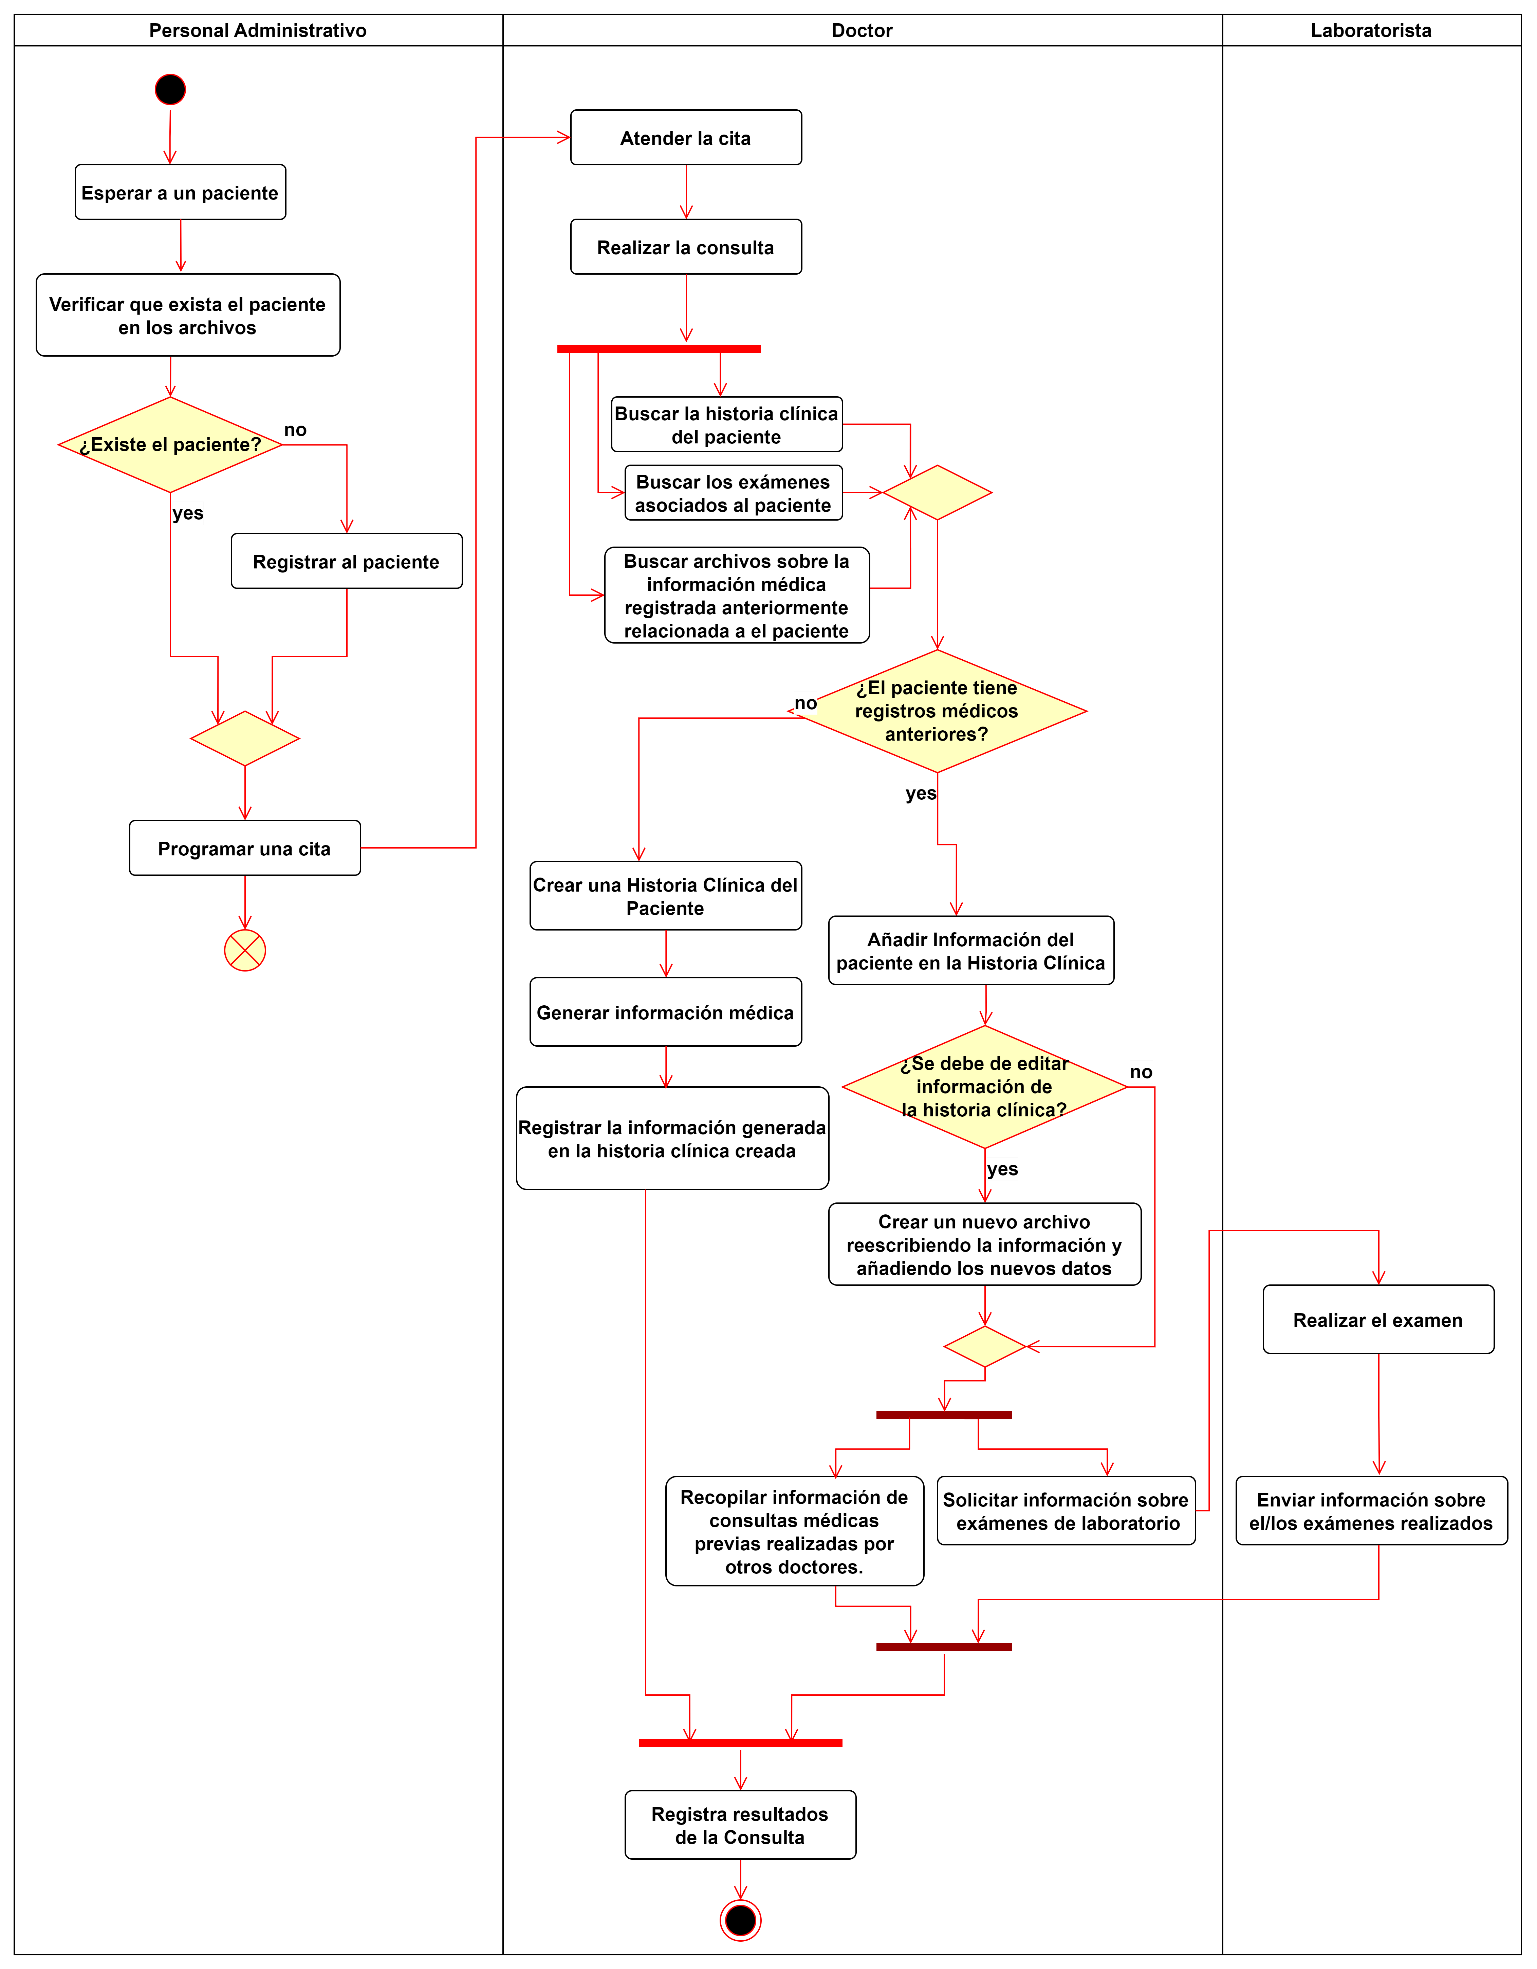 Personal Administrativo
Doctor
Laboratorista
Esperar a un paciente
Verificar que exista el paciente
en los archivos
¿Existe el paciente?
no
yes
Registrar al paciente
Programar una cita
Atender la cita
Realizar la consulta
Buscar la historia clínica
del paciente
Buscar los exámenes
asociados al paciente
Buscar archivos sobre la
información médica
registrada anteriormente
relacionada a el paciente
¿El paciente tiene
registros médicos
anteriores?
no
yes
Crear una Historia Clínica del
Paciente
Generar información médica
Registrar la información generada
en la historia clínica creada
Añadir Información del
paciente en la Historia Clínica
¿Se debe de editar
información de
la historia clínica?
no
yes
Crear un nuevo archivo
reescribiendo la información y
añadiendo los nuevos datos
Recopilar información de
consultas médicas
previas realizadas por
otros doctores.
Solicitar información sobre
exámenes de laboratorio
Realizar el examen
Enviar información sobre
el/los exámenes realizados
Registra resultados
de la Consulta